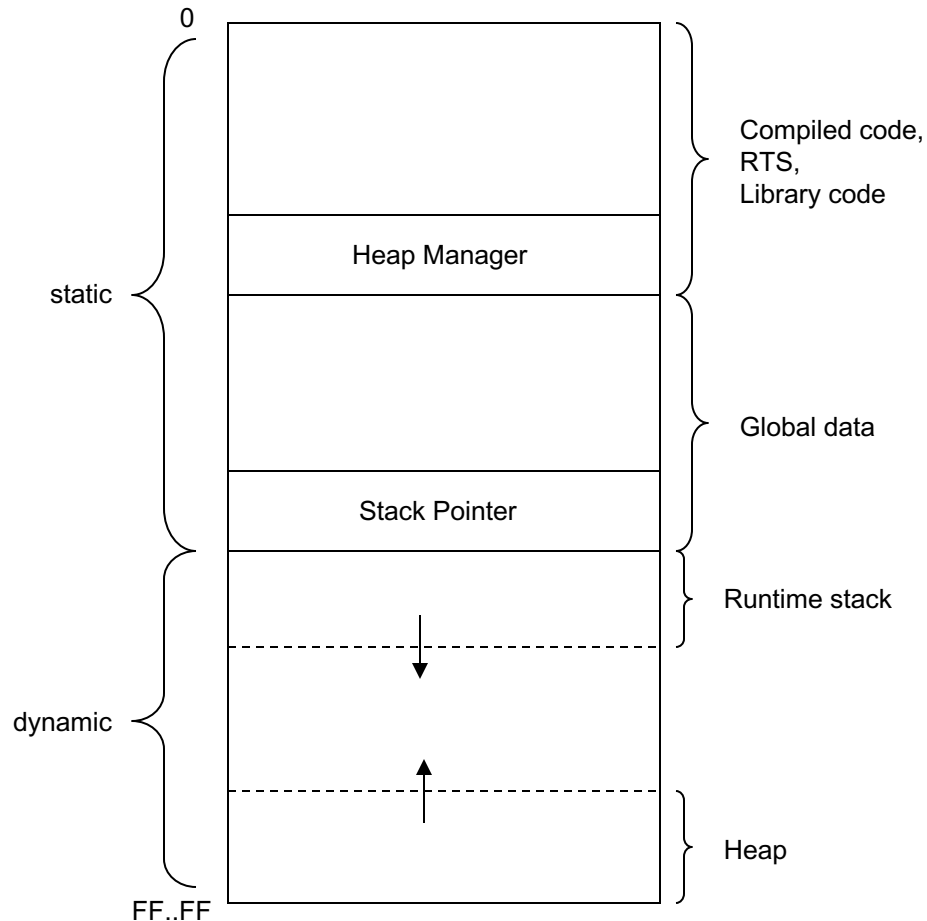 0
Compiled code,
RTS,
Library code
Heap Manager
static
Global data
Stack Pointer
Runtime stack
dynamic
Heap
FF..FF